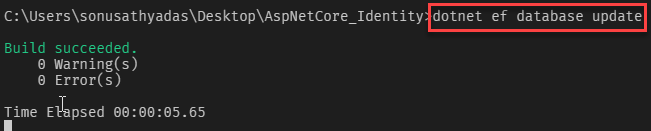 C:\Users\sonusathyadas\Desktop\AspNetCore_Identity>dotnet ef database update
Build succeeded.
0 Warning(s)
0 Error(s)
Time Elapsed 00:00:05.65